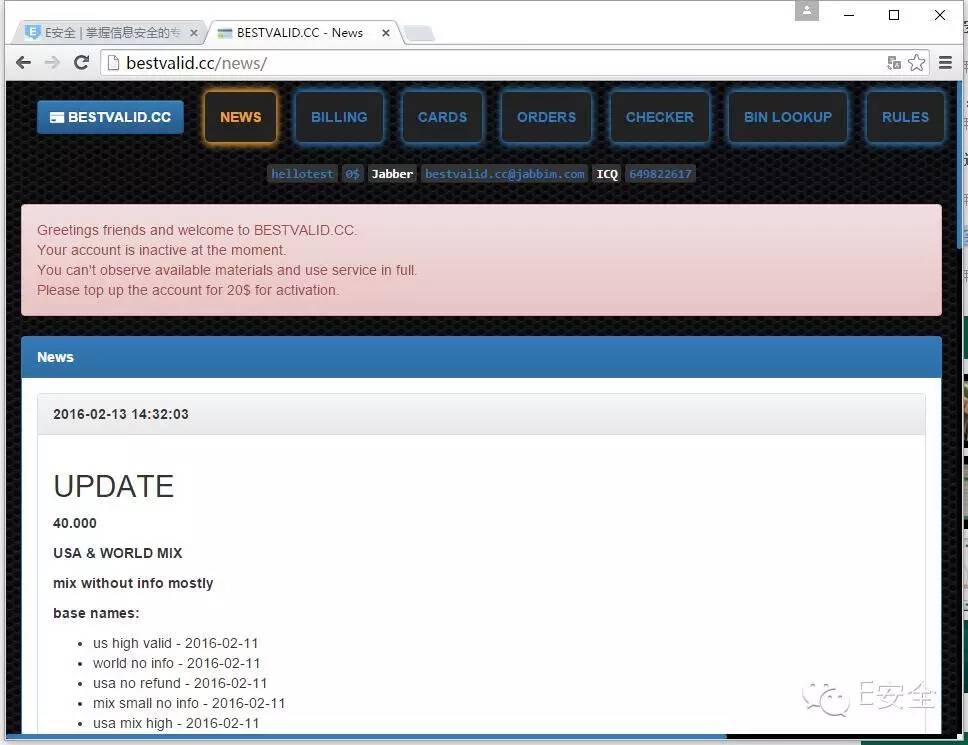 E安全 | 掌握信息安全的专
BESTVALID.CC - News
bestvalid.cc/news/
BESTVALID.CC NEWS BILLING CARDS ORDERS CHECKER BIN LOOKUP RULES
hellotest 0$ Jabber bestvalid.cc@jabbim.com ICQ 649822617
Greetings friends and welcome to BESTVALID.CC.
Your account is inactive at the moment.
You can't observe available materials and use service in full.
Please top up the account for 20$ for activation.
News
2016-02-13 14:32:03
UPDATE
40.000
USA & WORLD MIX
mix without info mostly
base names:
• us high valid - 2016-02-11
• world no info - 2016-02-11
• usa no refund - 2016-02-11
• mix small no info - 2016-02-11
• usa mix high - 2016-02-11
E安全